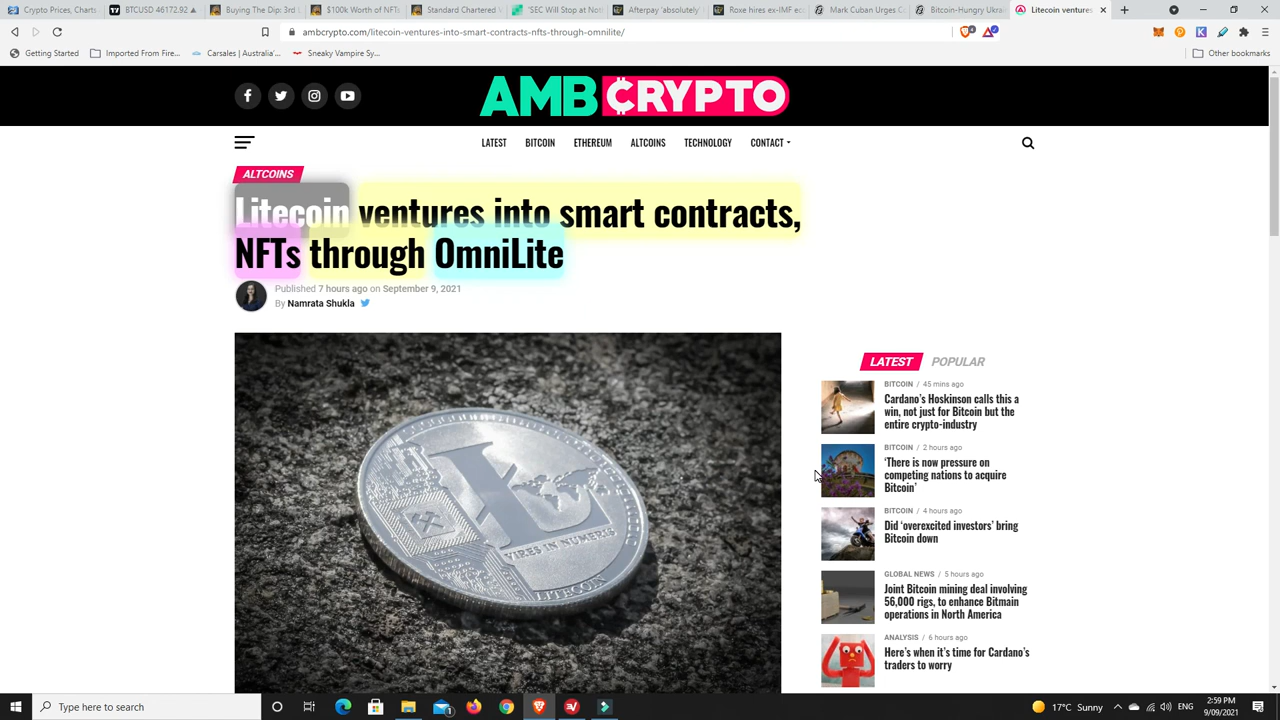 BTCUSD 46172.92
Buying The Dip: 3rd L
$100k Worth of NFTs
Standard Chartered V
'SEC Will Stop at Not
Afterpay 'absolutely'
Roxe hires ex-IMF ec
Mark Cuban Urges C
Bitcoin-Hungry Ukrai
Litecoin ventures
ambcrypto.com/litecoin-ventures-into-smart-contracts-nfts-through-omnilite/
Getting Started
Imported From Fire...
Carsales | Australia's...
Sneaky Vampire Sy...
Other bookmarks
AMBCRYPTO
LATEST
BITCOIN
ETHEREUM
ALTCOINS
TECHNOLOGY
CONTACT
ALTCOINS
Litecoin ventures into smart contracts,
NFTs through OmniLite
Published 7 hours ago on September 9, 2021
By Namrata Shukla
VIRES IN NUMERIS
LITECOIN
LATEST
POPULAR
BITCOIN / 45 mins ago
Cardano's Hoskinson calls this a
win, not just for Bitcoin but the
entire crypto-industry
BITCOIN / 2 hours ago
'There is now pressure on
competing nations to acquire
Bitcoin'
BITCOIN / 4 hours ago
Did 'overexcited investors' bring
Bitcoin down
GLOBAL NEWS / 5 hours ago
Joint Bitcoin mining deal involving
56,000 rigs, to enhance Bitmain
operations in North America
ANALYSIS / 6 hours ago
Here's when it's time for Cardano's
traders to worry
Type here to search
17°C Sunny
ENG
2:59 PM
9/09/2021